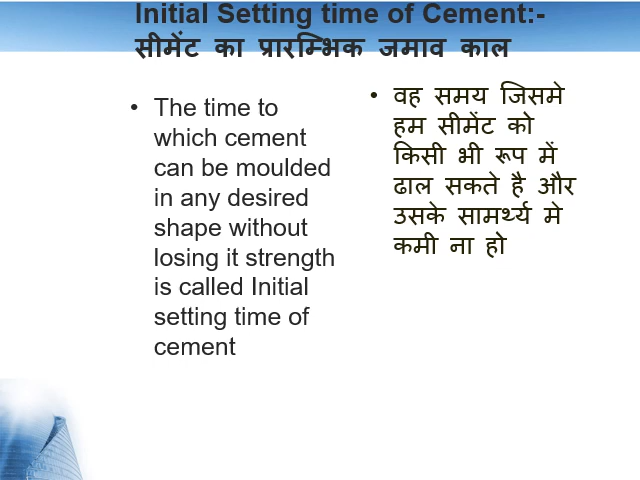 Initial Setting time of Cement:-
सीमेंट का प्रारम्भिक जमाव काल
• The time to
which cement
can be moulded
in any desired
shape without
losing it strength
is called Initial
setting time of
cement
• वह समय जिसमे
हम सीमेंट को
किसी भी रूप में
ढाल सकते है और
उसके सामर्थ्य मे
कमी ना हो